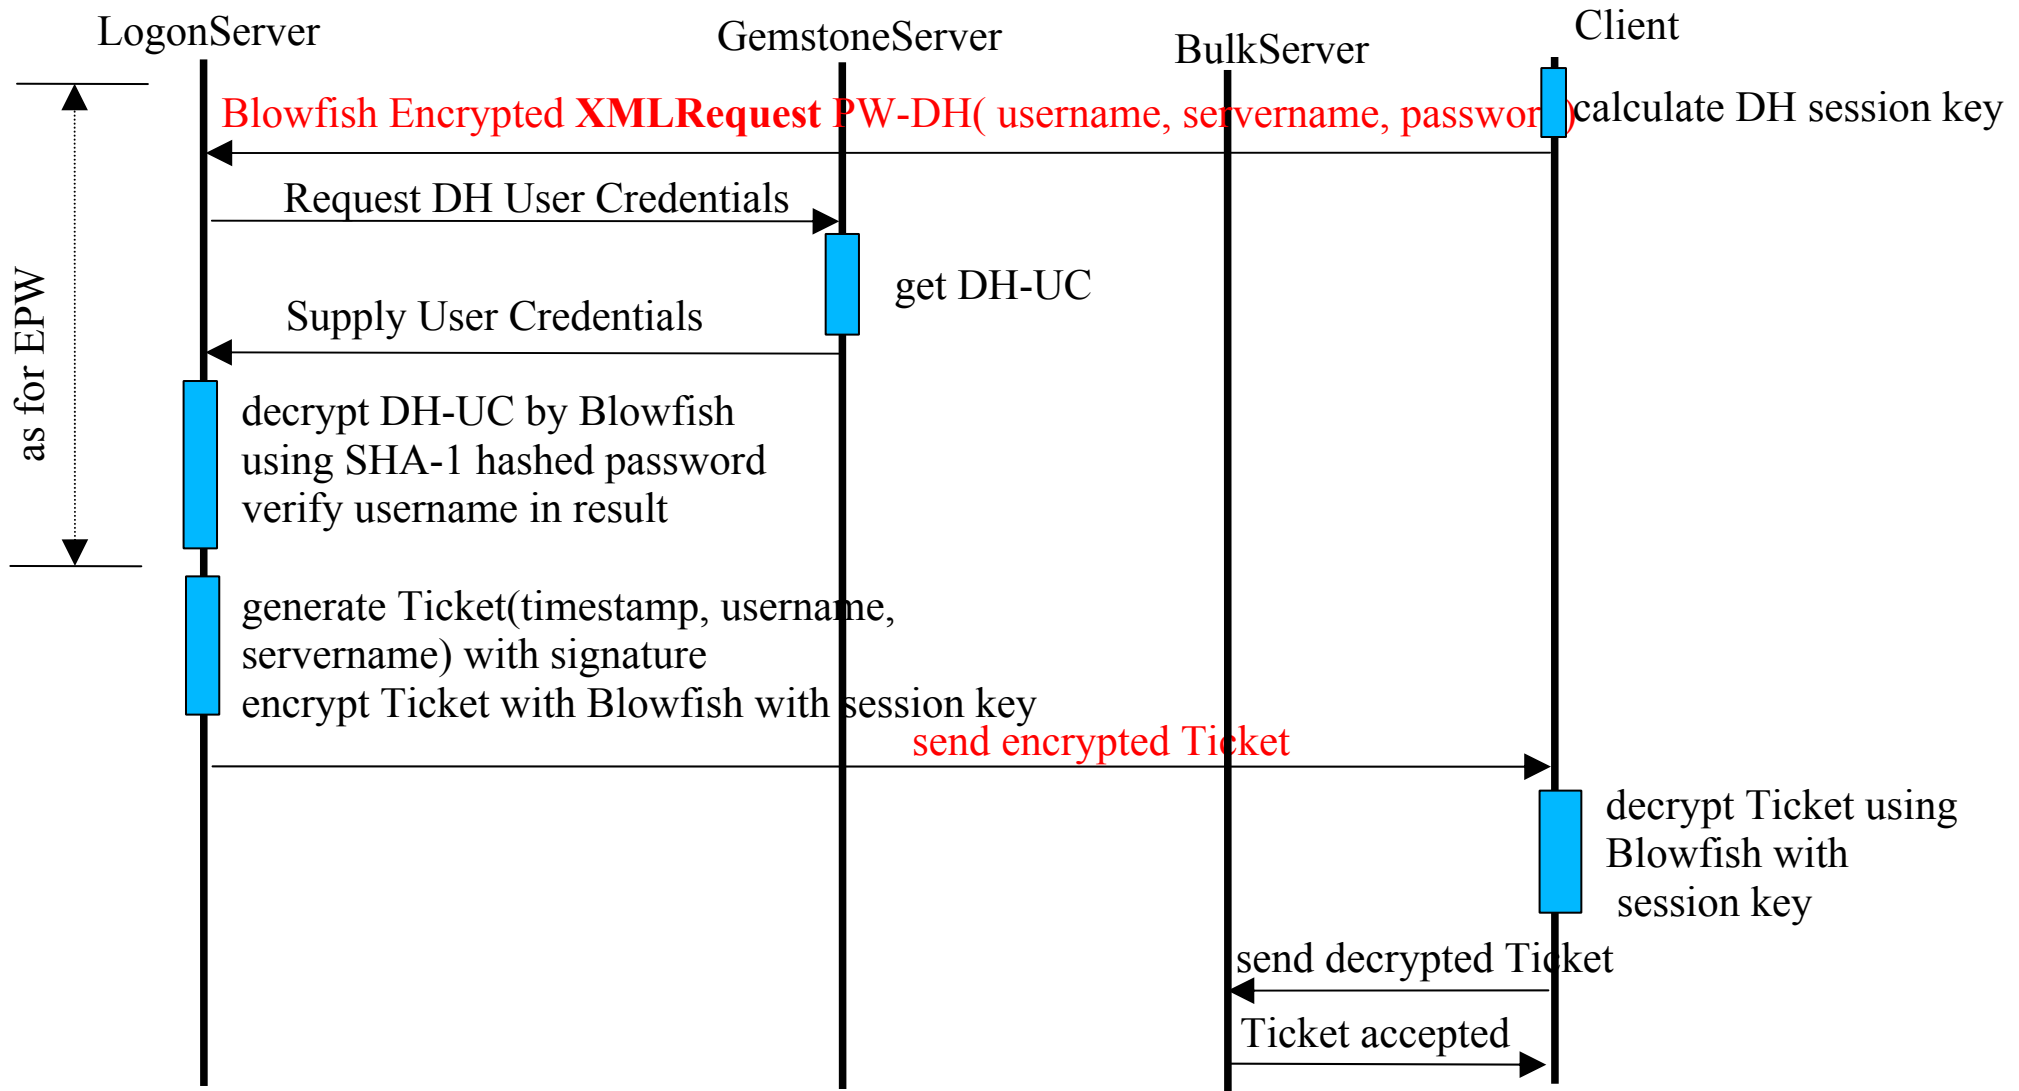 LogonServer
GemstoneServer
BulkServer
Client
Blowfish Encrypted XMLRequest PW-DH( username, servername, password)
calculate DH session key
Request DH User Credentials
get DH-UC
Supply User Credentials
as for EPW
decrypt DH-UC by Blowfish
using SHA-1 hashed password
verify username in result
generate Ticket(timestamp, username,
servername) with signature
encrypt Ticket with Blowfish with session key
send encrypted Ticket
decrypt Ticket using
Blowfish with
session key
send decrypted Ticket
Ticket accepted